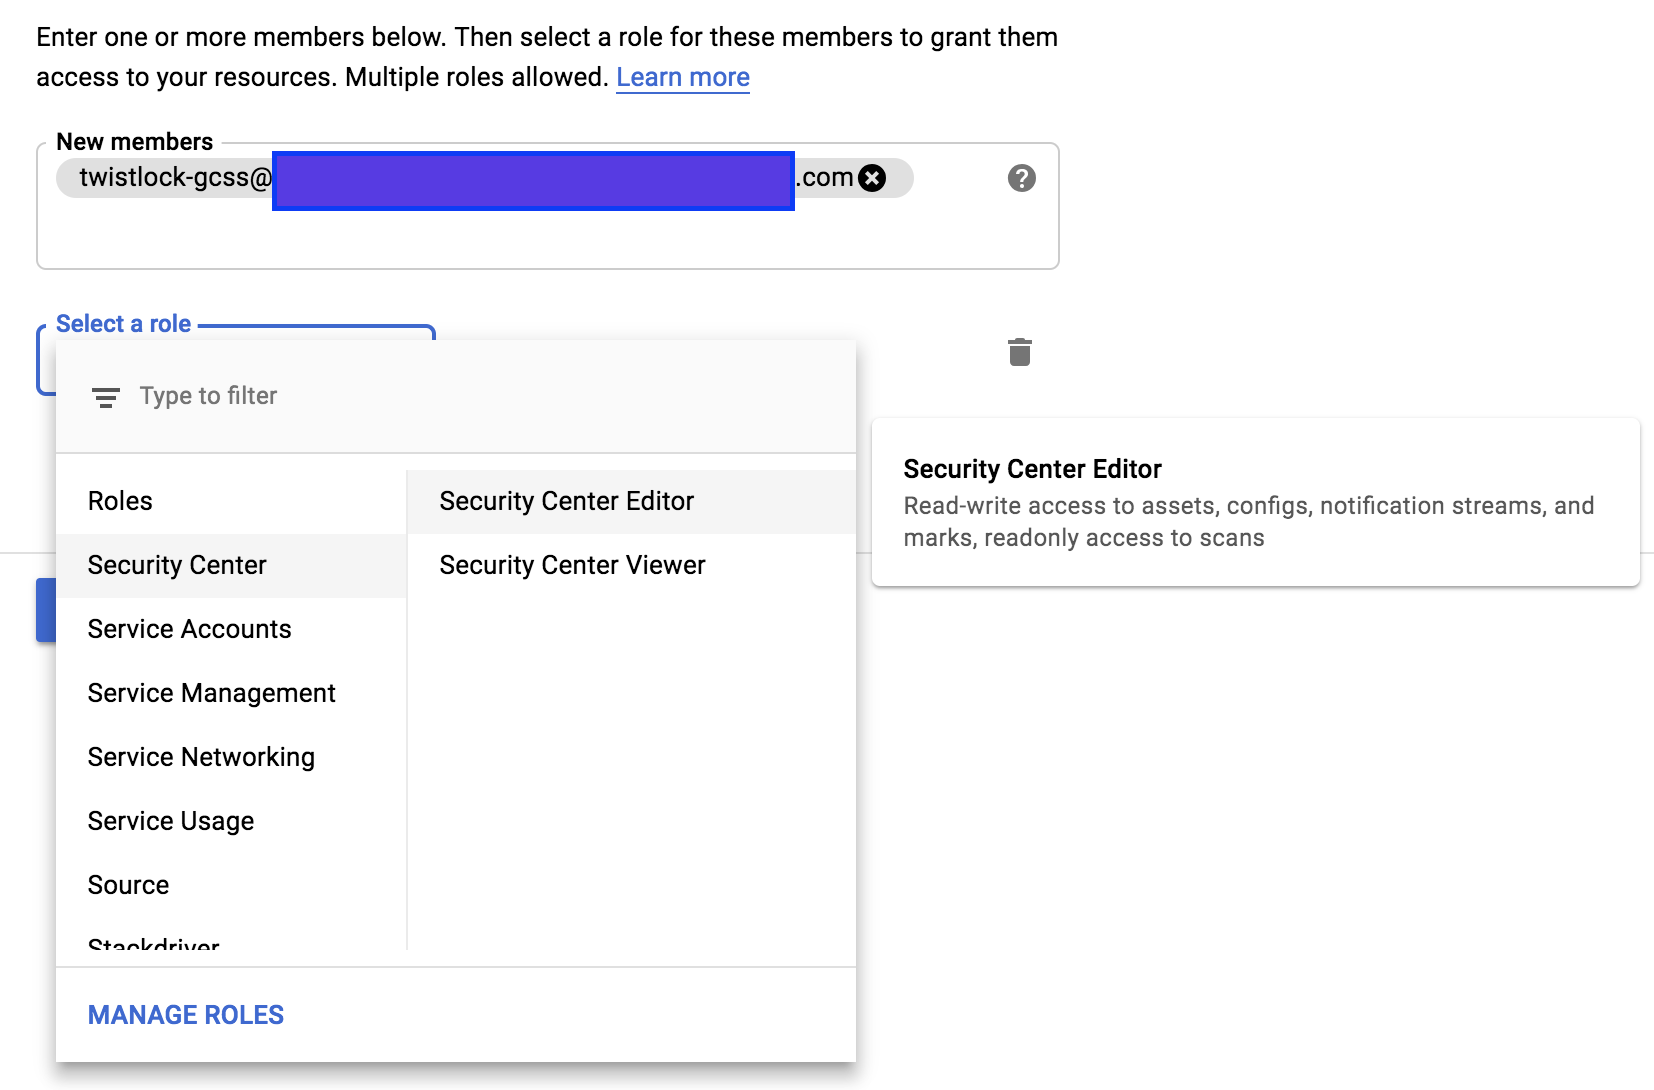 Enter one or more members below. Then select a role for these members to grant them
access to your resources. Multiple roles allowed. Learn more
New members
twistlock-gcss@
.com
Select a role
Type to filter
Roles
Security Center
Service Accounts
Service Management
Service Networking
Service Usage
Source
Stackdriver
Security Center Editor
Security Center Viewer
MANAGE ROLES
Security Center Editor
Read-write access to assets, configs, notification streams, and
marks, readonly access to scans